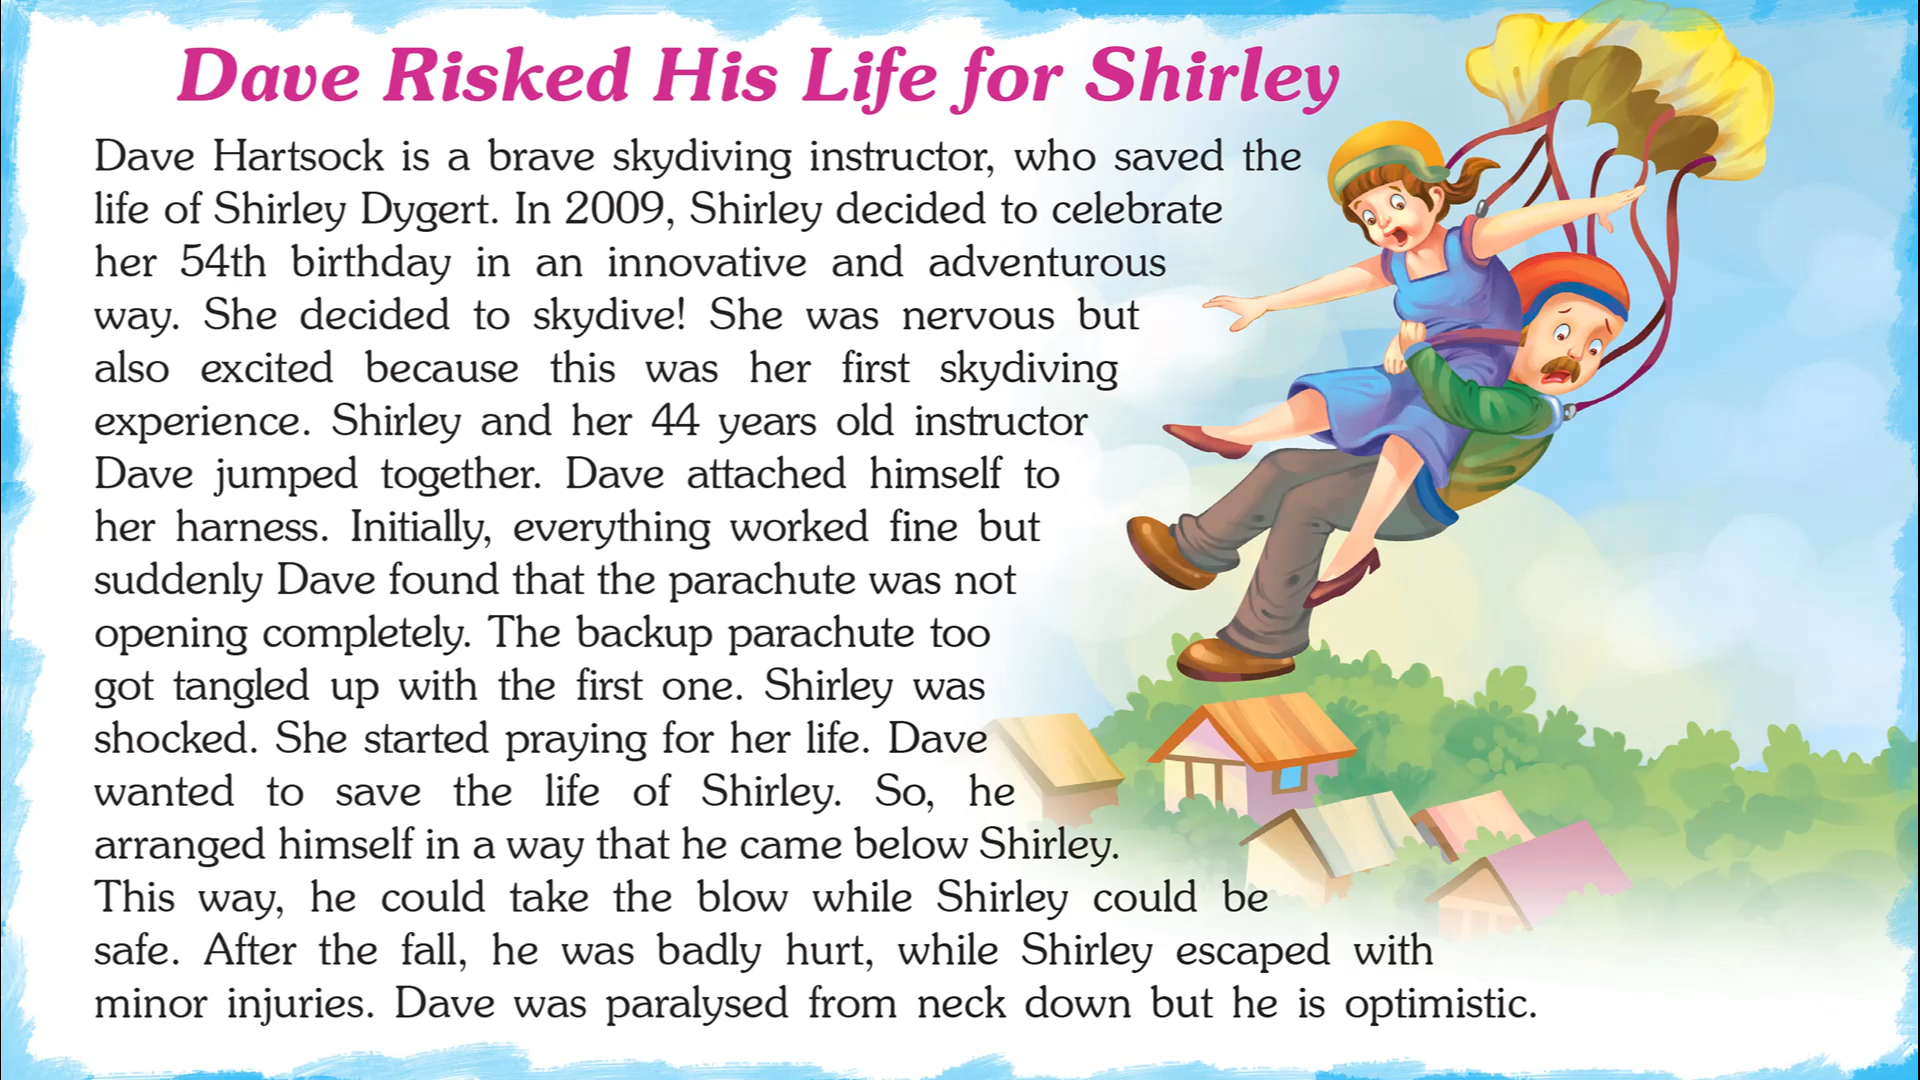 Dave Risked His Life for Shirley
Dave Hartsock is a brave skydiving instructor, who saved the
life of Shirley Dygert. In 2009, Shirley decided to celebrate
her 54th birthday in an innovative and adventurous
way. She decided to skydive! She was nervous but
also excited because this was her first skydiving
experience. Shirley and her 44 years old instructor
Dave jumped together. Dave attached himself to
her harness. Initially, everything worked fine but
suddenly Dave found that the parachute was not
opening completely. The backup parachute too
got tangled up with the first one. Shirley was
shocked. She started praying for her life. Dave
wanted to save the life of Shirley. So, he
arranged himself in a way that he came below Shirley.
This way, he could take the blow while Shirley could be
safe. After the fall, he was badly hurt, while Shirley escaped with
minor injuries. Dave was paralysed from neck down but he is optimistic.